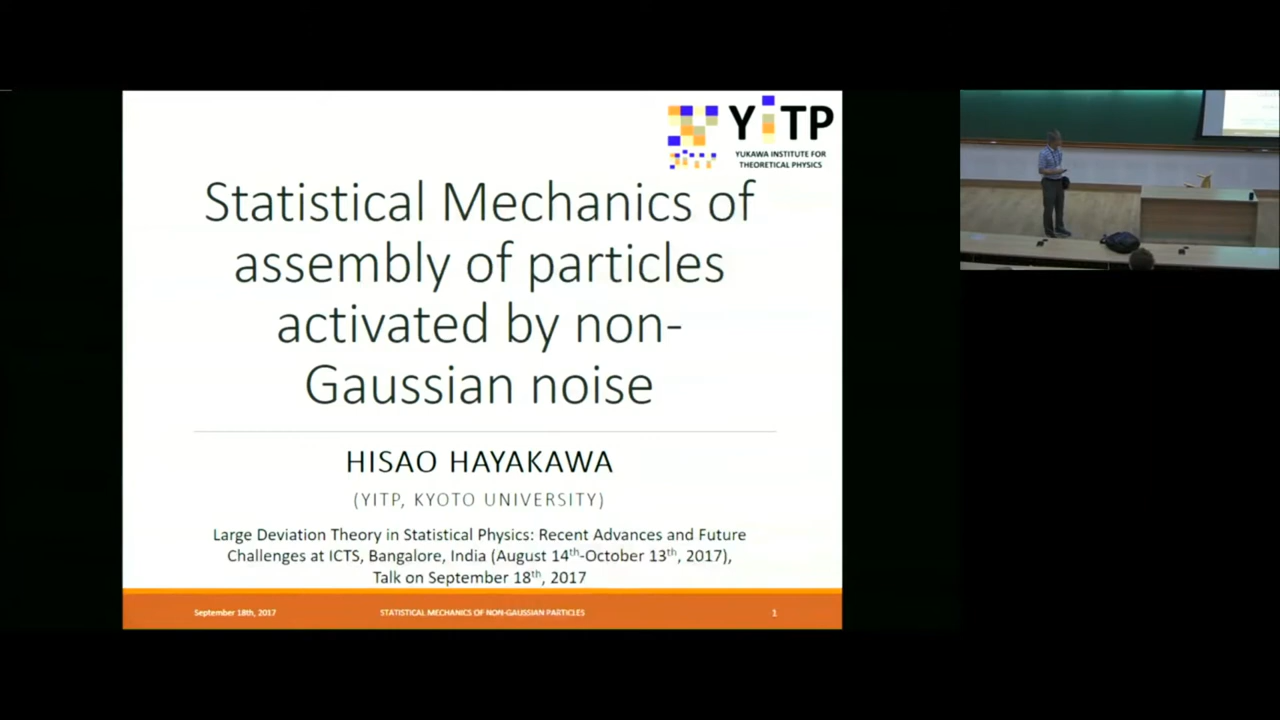 YiTP
YUKAWA INSTITUTE FOR
THEORETICAL PHYSICS
Statistical Mechanics of
assembly of particles
activated by non-
Gaussian noise
HISAO HAYAKAWA
(YITP, KYOTO UNIVERSITY)
Large Deviation Theory in Statistical Physics: Recent Advances and Future
Challenges at ICTS, Bangalore, India (August 14th-October 13th, 2017),
Talk on September 18th, 2017
September 18th, 2017 STATISTICAL MECHANICS OF NON-GAUSSIAN PARTICLES 1